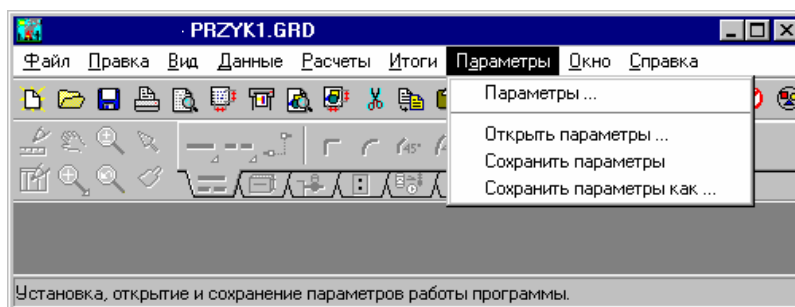 · PRZYK1.GRD
Файл Правка Вид Данные Расчеты Итоги Параметры Окно Справка
Параметры ...
Открыть параметры ...
Сохранить параметры
Сохранить параметры как ...
45°
Установка, открытие и сохранение параметров работы программы.